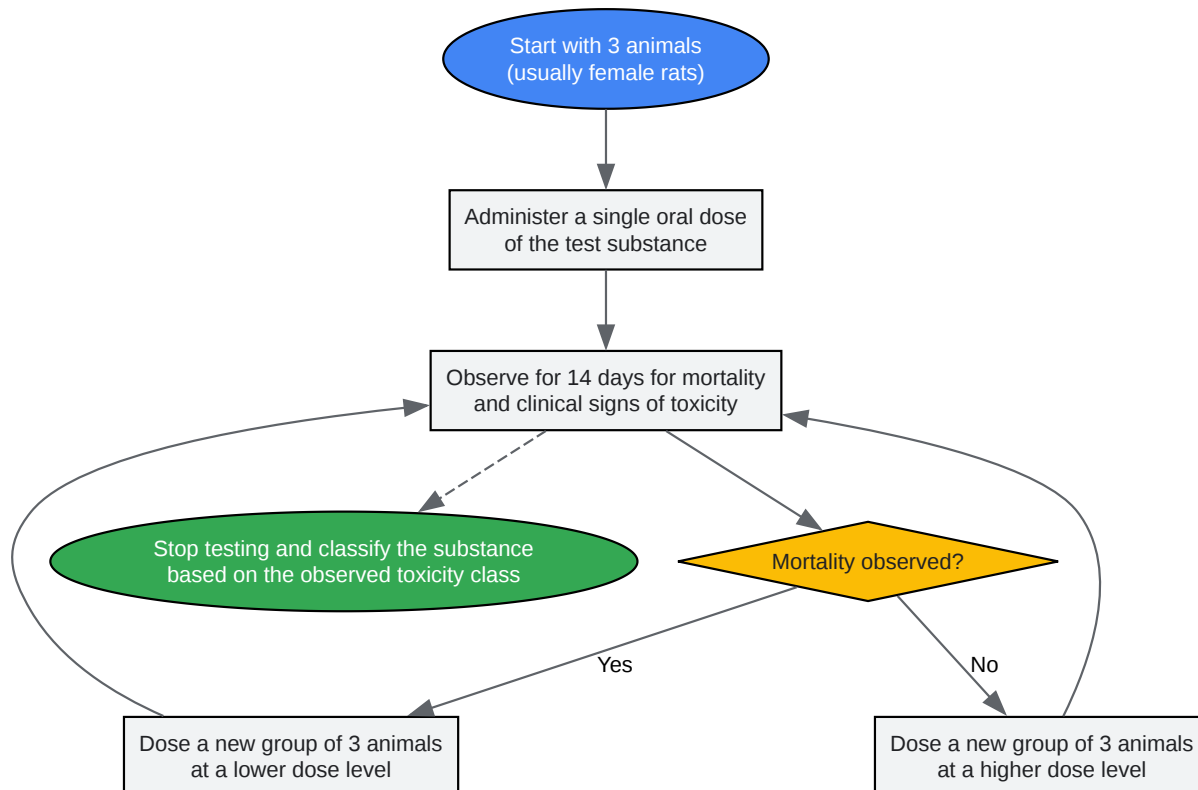 Start with 3 animals
(usually female rats)
Administer a single oral dose
of the test substance
Observe for 14 days for mortality
and clinical signs of toxicity
Stop testing and classify the substance
based on the observed toxicity class
Mortality observed?
Yes
No
Dose a new group of 3 animals
at a lower dose level
Dose a new group of 3 animals
at a higher dose level